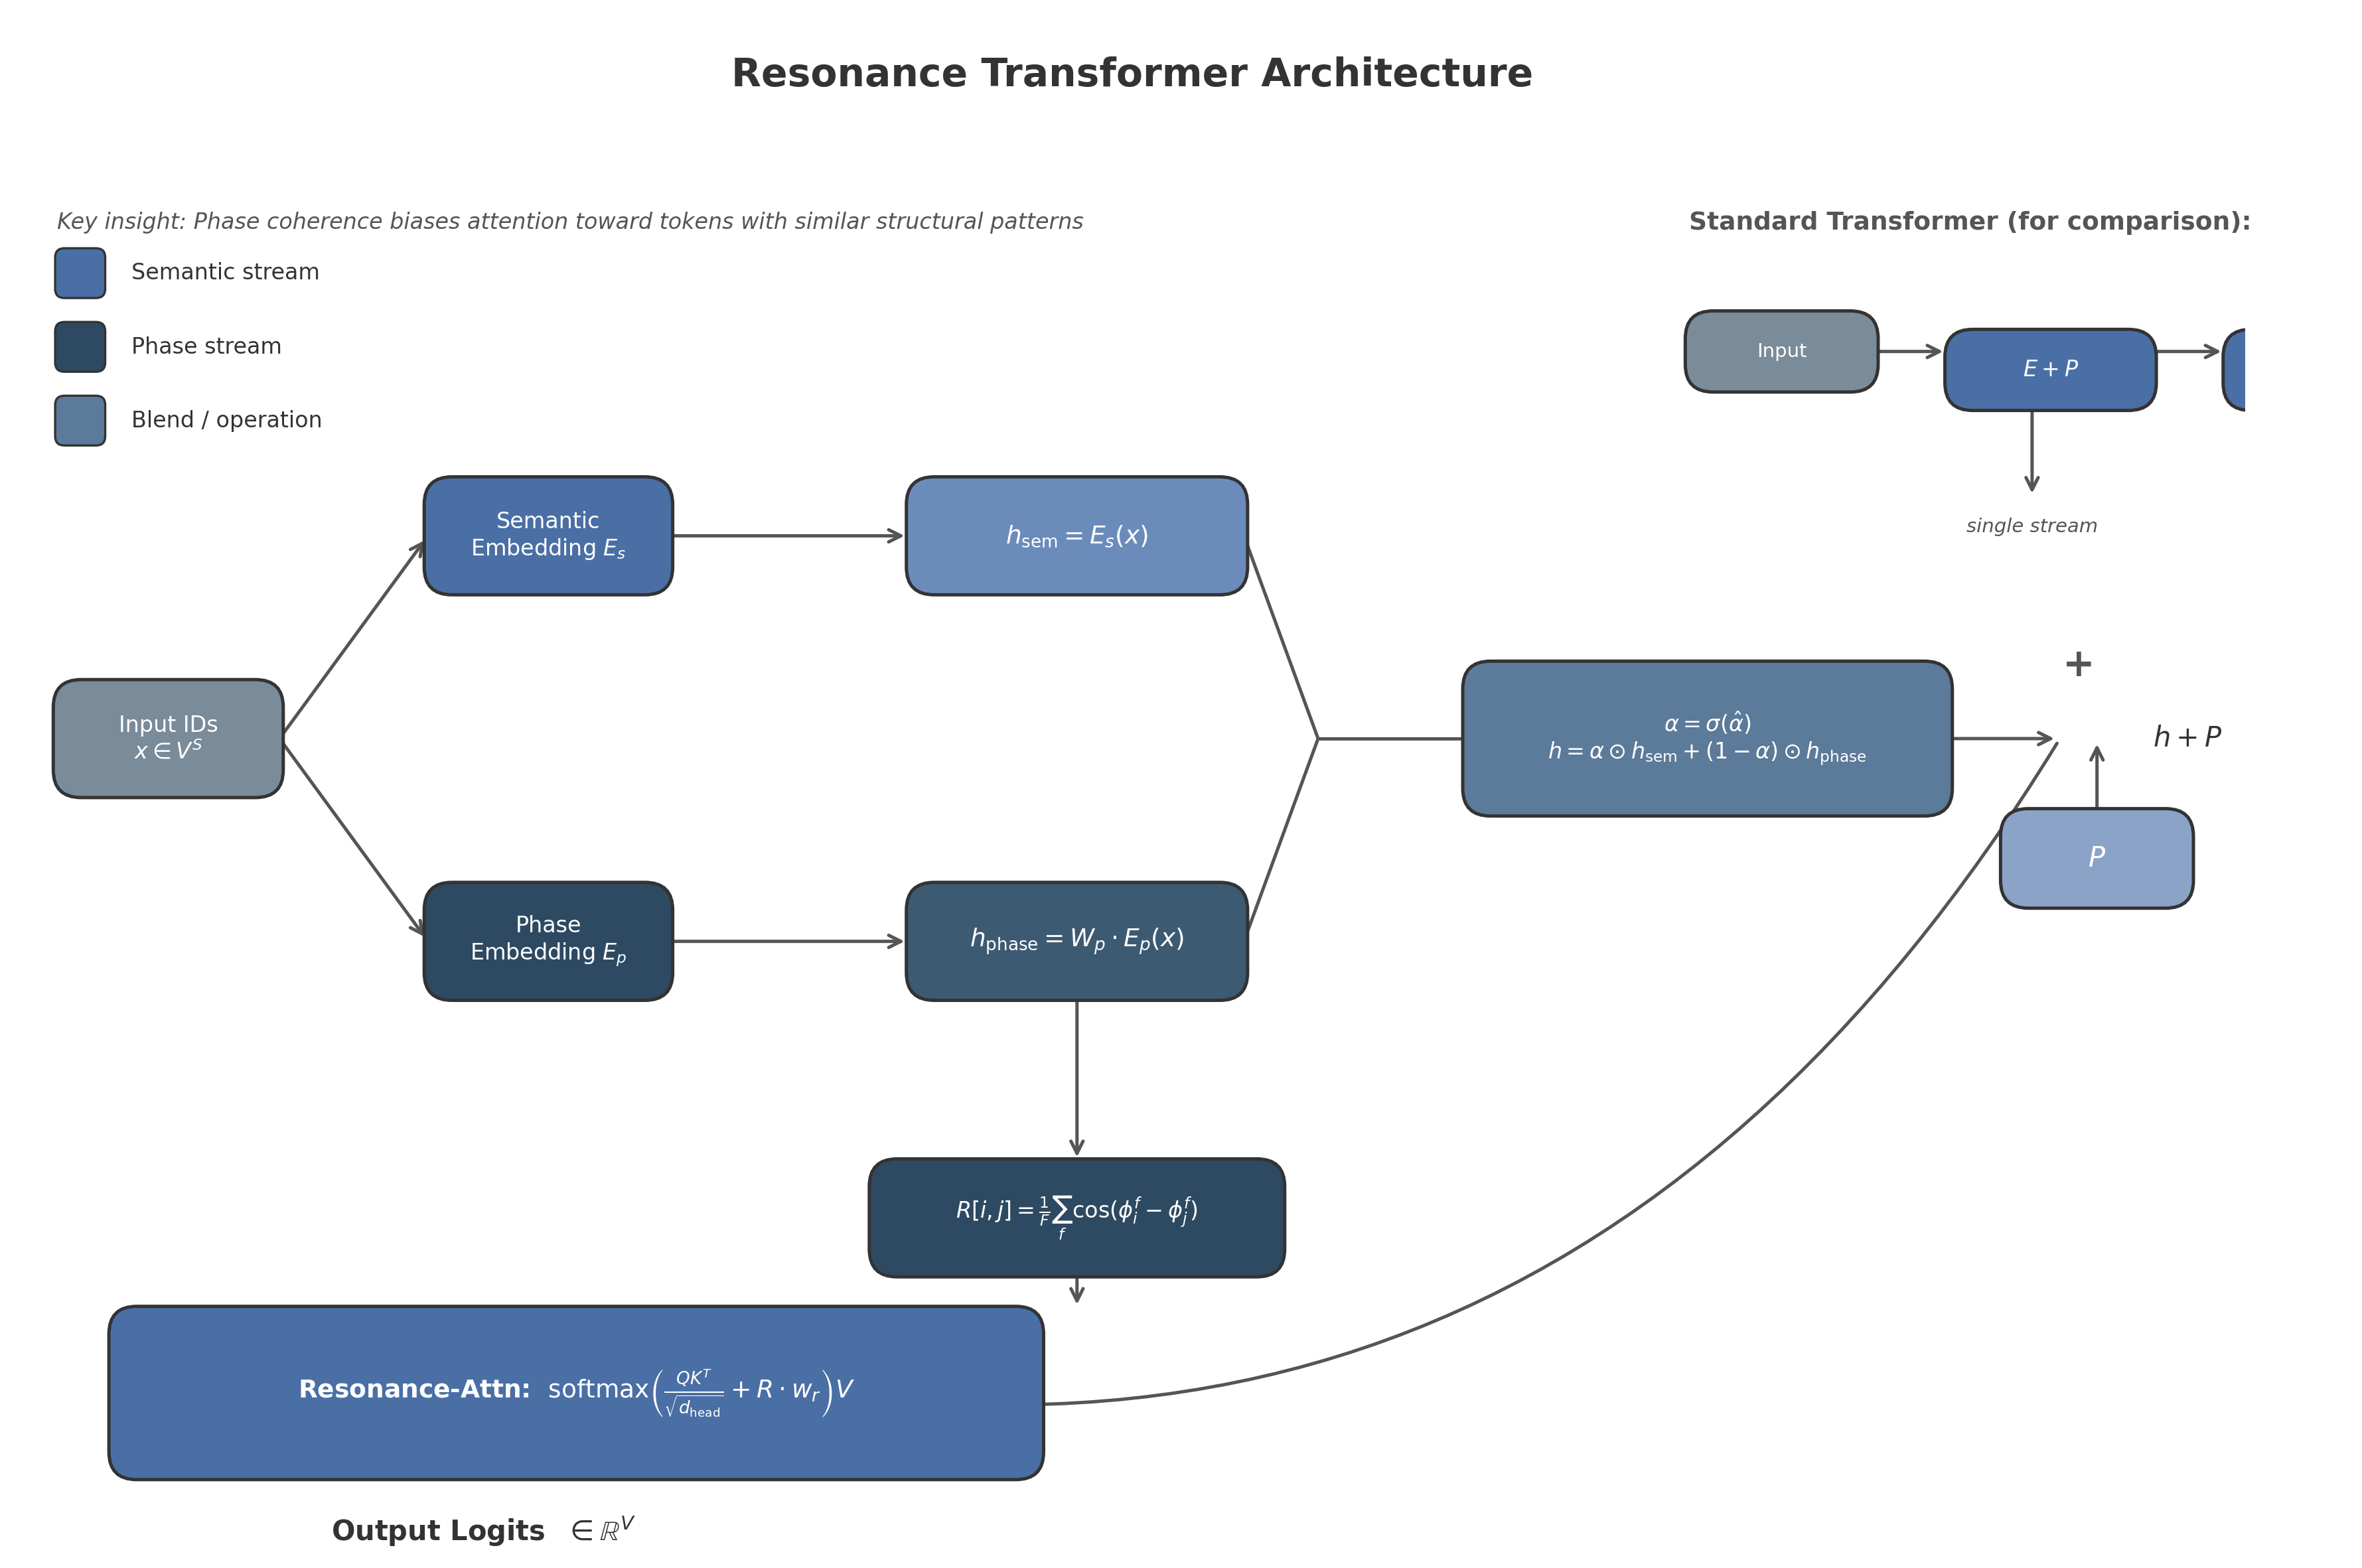 Resonance Transformer Architecture
Key insight: Phase coherence biases attention toward tokens with similar structural patterns
Semantic stream
Phase stream
Blend / operation
Standard Transformer (for comparison):
Input
E + P
single stream
Semantic
Embedding E_s
h_sem = E_s(x)
Input IDs
x ∈ V^S
α = σ(α̂)
h = α ⊙ h_sem + (1 − α) ⊙ h_phase
+
h + P
P
Phase
Embedding E_p
h_phase = W_p · E_p(x)
R[i, j] = 1/F ∑_f cos(ϕ_i^f − ϕ_j^f)
Resonance-Attn: softmax(QK^T/√d_head + R · w_r)V
Output Logits ∈ ℝ^V